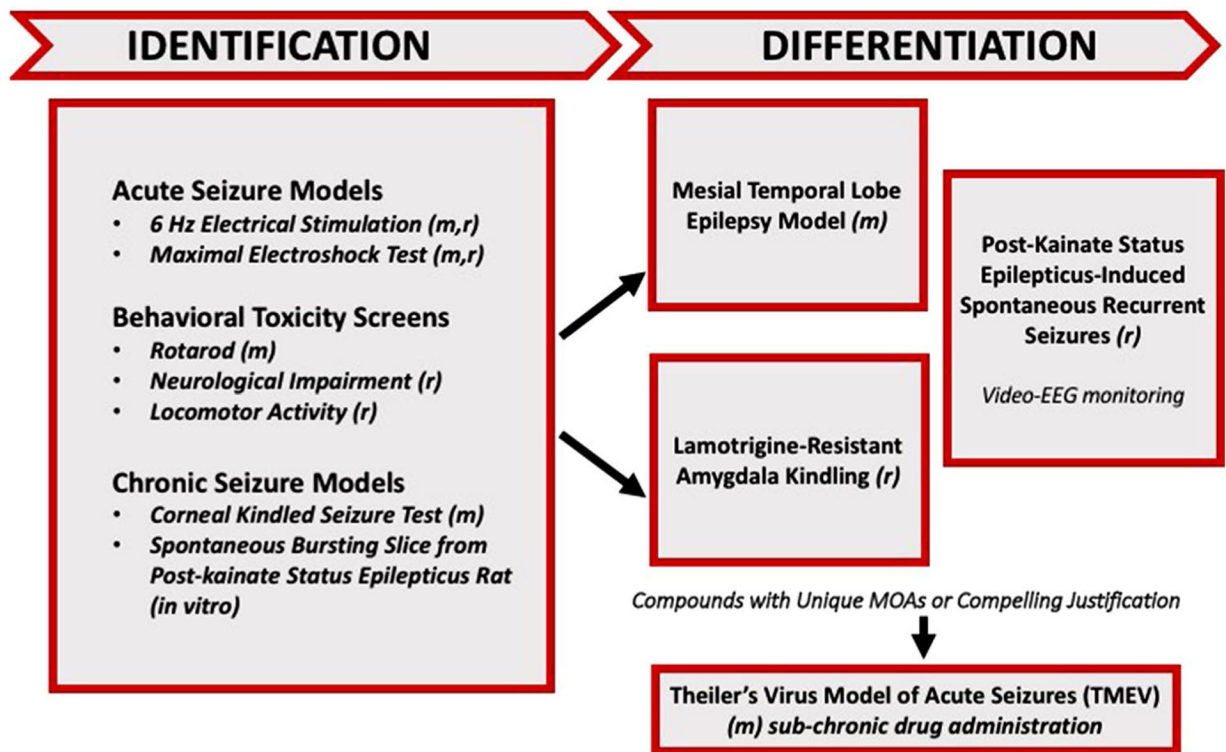 IDENTIFICATION
DIFFERENTIATION
Acute Seizure Models
• 6 Hz Electrical Stimulation (m,r)
• Maximal Electroshock Test (m,r)
Behavioral Toxicity Screens
• Rotarod (m)
• Neurological Impairment (r)
• Locomotor Activity (r)
Chronic Seizure Models
• Corneal Kindled Seizure Test (m)
• Spontaneous Bursting Slice from
Post-kainate Status Epilepticus Rat
(in vitro)
Mesial Temporal Lobe
Epilepsy Model (m)
Lamotrigine-Resistant
Amygdala Kindling (r)
Post-Kainate Status
Epilepticus-Induced
Spontaneous Recurrent
Seizures (r)
Video-EEG monitoring
Compounds with Unique MOAs or Compelling Justification
Theiler’s Virus Model of Acute Seizures (TMEV)
(m) sub-chronic drug administration